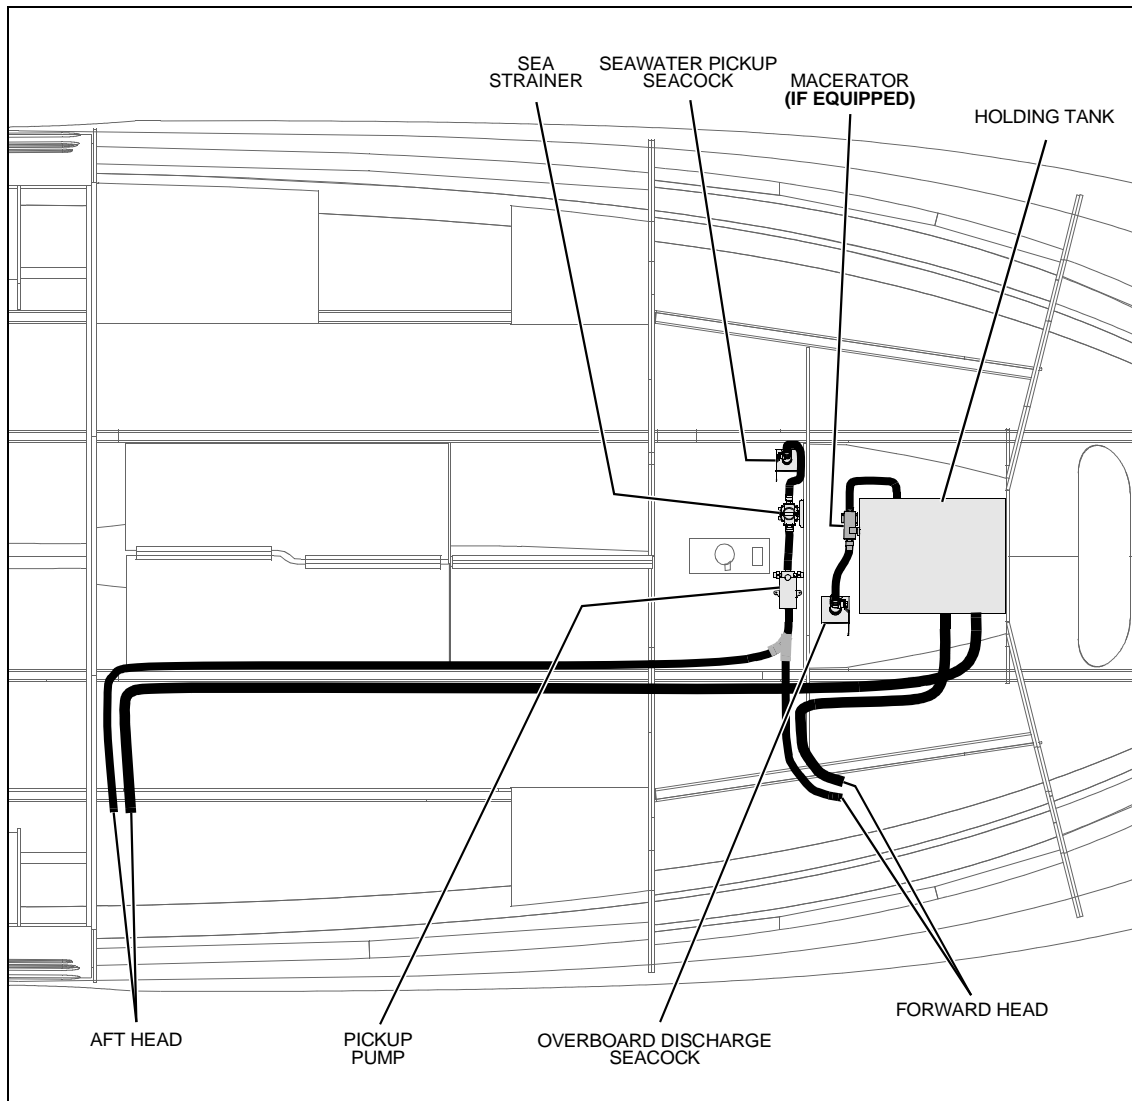 SEA
STRAINER
SEAWATER PICKUP
SEACOCK
MACERATOR
(IF EQUIPPED)
HOLDING TANK
AFT HEAD
PICKUP
PUMP
OVERBOARD DISCHARGE
SEACOCK
FORWARD HEAD